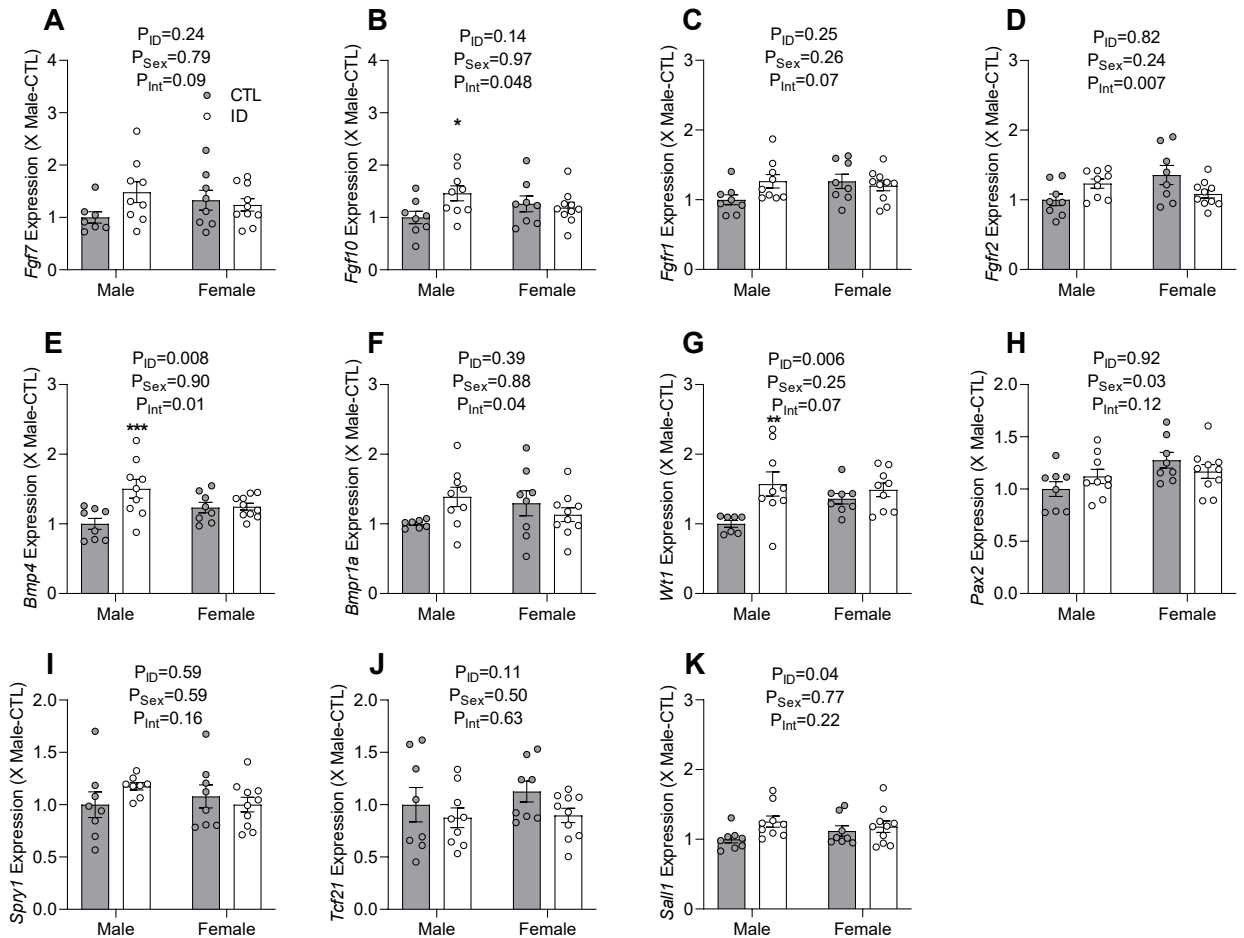 A
P_ID=0.24
P_Sex=0.79
P_Int=0.09
CTL
ID
Fgf7 Expression (X Male-CTL)
4
3
2
1
0
Male Female
B
P_ID=0.14
P_Sex=0.97
P_Int=0.048
*
Fgf10 Expression (X Male-CTL)
4
3
2
1
0
Male Female
C
P_ID=0.25
P_Sex=0.26
P_Int=0.07
Fgfr1 Expression (X Male-CTL)
3
2
1
0
Male Female
D
P_ID=0.82
P_Sex=0.24
P_Int=0.007
Fgfr2 Expression (X Male-CTL)
3
2
1
0
Male Female
E
P_ID=0.008
P_Sex=0.90
P_Int=0.01
***
Bmp4 Expression (X Male-CTL)
3
2
1
0
Male Female
F
P_ID=0.39
P_Sex=0.88
P_Int=0.04
Bmpr1a Expression (X Male-CTL)
3
2
1
0
Male Female
G
P_ID=0.006
P_Sex=0.25
P_Int=0.07
**
Wt1 Expression (X Male-CTL)
3
2
1
0
Male Female
H
P_ID=0.92
P_Sex=0.03
P_Int=0.12
Pax2 Expression (X Male-CTL)
2.0
1.5
1.0
0.5
0.0
Male Female
I
P_ID=0.59
P_Sex=0.59
P_Int=0.16
Spry1 Expression (X Male-CTL)
2.0
1.5
1.0
0.5
0.0
Male Female
J
P_ID=0.11
P_Sex=0.50
P_Int=0.63
Tcf21 Expression (X Male-CTL)
2.0
1.5
1.0
0.5
0.0
Male Female
K
P_ID=0.04
P_Sex=0.77
P_Int=0.22
Sall1 Expression (X Male-CTL)
3
2
1
0
Male Female